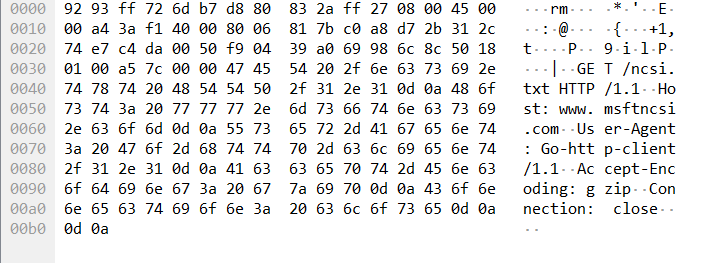 0000 92 93 ff 72 6d b7 d8 80 83 2a ff 27 08 00 45 00 ···rm··· ·*·'··E·
0010 00 a4 3a f1 40 00 80 06 81 7b c0 a8 d7 2b 31 2c ··:·@··· ·{···+1,
0020 74 e7 c4 da 00 50 f9 04 39 a0 69 98 6c 8c 50 18 t····P·· 9·i·l·P·
0030 01 00 a5 7c 00 00 47 45 54 20 2f 6e 63 73 69 2e ···|··GE T /ncsi.
0040 74 78 74 20 48 54 54 50 2f 31 2e 31 0d 0a 48 6f txt HTTP /1.1··Ho
0050 73 74 3a 20 77 77 77 2e 6d 73 66 74 6e 63 73 69 st: www. msftncsi
0060 2e 63 6f 6d 0d 0a 55 73 65 72 2d 41 67 65 6e 74 .com··Us er-Agent
0070 3a 20 47 6f 2d 68 74 74 70 2d 63 6c 69 65 6e 74 : Go-htt p-client
0080 2f 31 2e 31 0d 0a 41 63 63 65 70 74 2d 45 6e 63 /1.1··Ac cept-Enc
0090 6f 64 69 6e 67 3a 20 67 7a 69 70 0d 0a 43 6f 6e oding: g zip··Con
00a0 6e 65 63 74 69 6f 6e 3a 20 63 6c 6f 73 65 0d 0a nection: close··
00b0 0d 0a ··